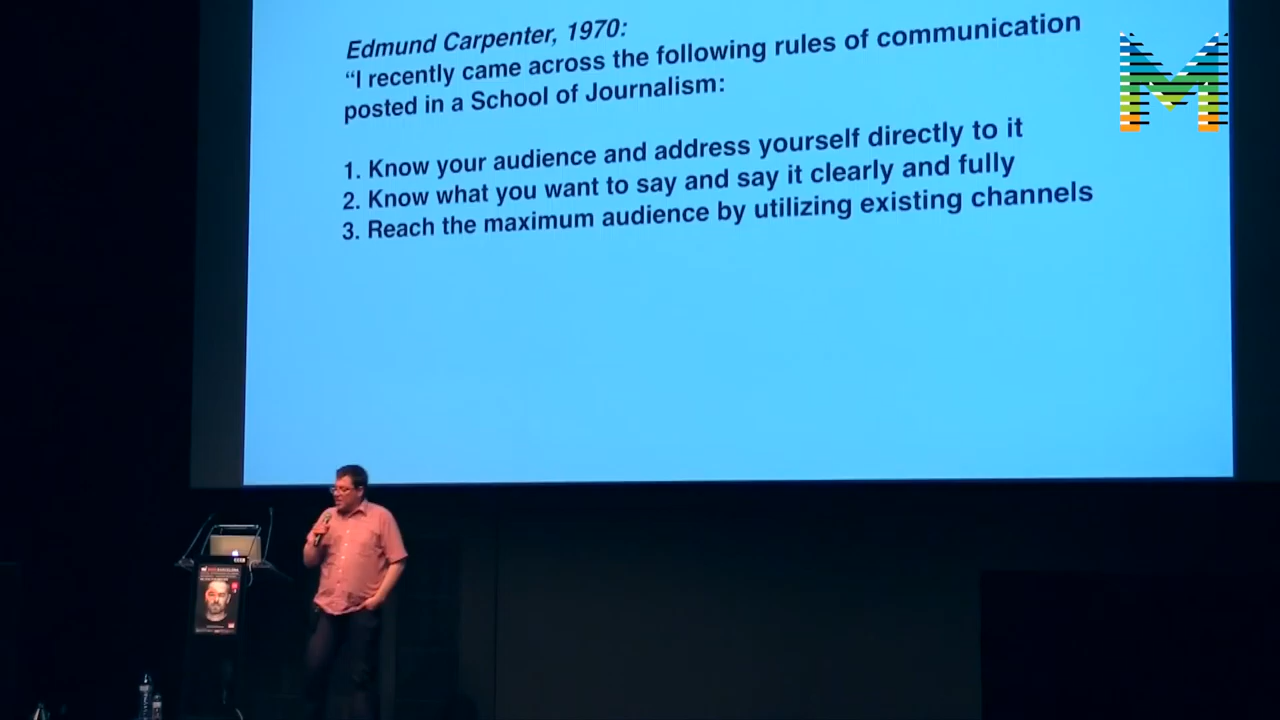 Edmund Carpenter, 1970:
“I recently came across the following rules of communication
posted in a School of Journalism:
1. Know your audience and address yourself directly to it
2. Know what you want to say and say it clearly and fully
3. Reach the maximum audience by utilizing existing channels
M